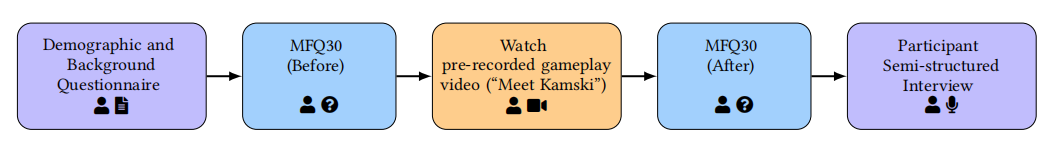 Demographic and
Background
Questionnaire
MFQ30
(Before)
Watch
pre-recorded gameplay
video (“Meet Kamski”)
MFQ30
(After)
Participant
Semi-structured
Interview